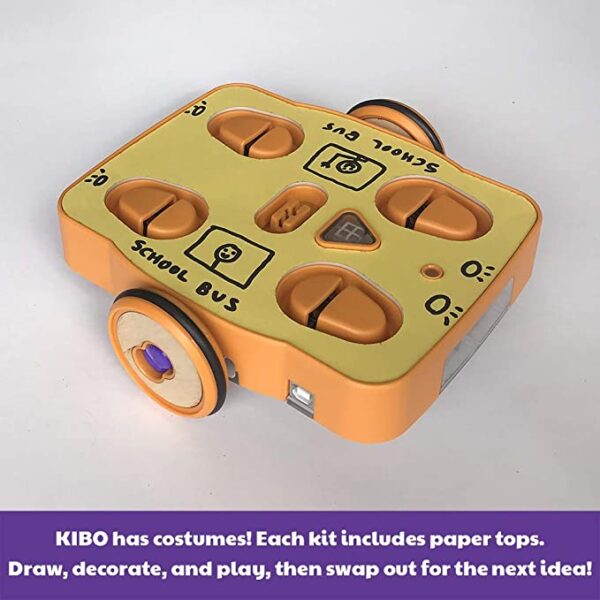 SCHOOL BUS
SCHOOL BUS
KIBO has costumes! Each kit includes paper tops.
Draw, decorate, and play, then swap out for the next idea!